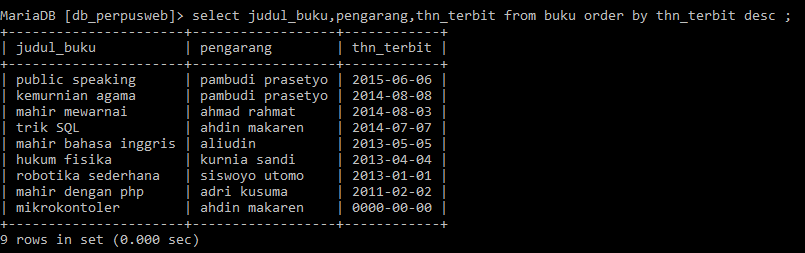 MariaDB [db_perpusweb]> select judul_buku,pengarang,thn_terbit from buku order by thn_terbit desc ;
+----------------------+------------------+------------+
| judul_buku           | pengarang        | thn_terbit |
+----------------------+------------------+------------+
| public speaking      | pambudi prasetyo | 2015-06-06 |
| kemurnian agama      | pambudi prasetyo | 2014-08-08 |
| mahir mewarnai       | ahmad rahmat     | 2014-08-03 |
| trik SQL             | ahdin makaren    | 2014-07-07 |
| mahir bahasa inggris | aliudin          | 2013-05-05 |
| hukum fisika         | kurnia sandi     | 2013-04-04 |
| robotika sederhana   | siswoyo utomo    | 2013-01-01 |
| mahir dengan php     | adri kusuma      | 2011-02-02 |
| mikrokontoler        | ahdin makaren    | 0000-00-00 |
+----------------------+------------------+------------+
9 rows in set (0.000 sec)